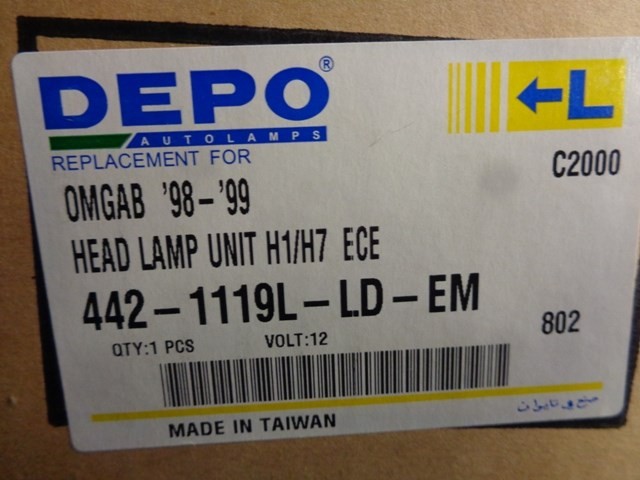 DEPO®
AUTOLAMPS
REPLACEMENT FOR
L
C2000
OMGAB '98-'99
HEAD LAMP UNIT H1/H7 ECE
442-1119L-LD-EM
802
QTY:1 PCS VOLT:12
صنع في تايوان
MADE IN TAIWAN